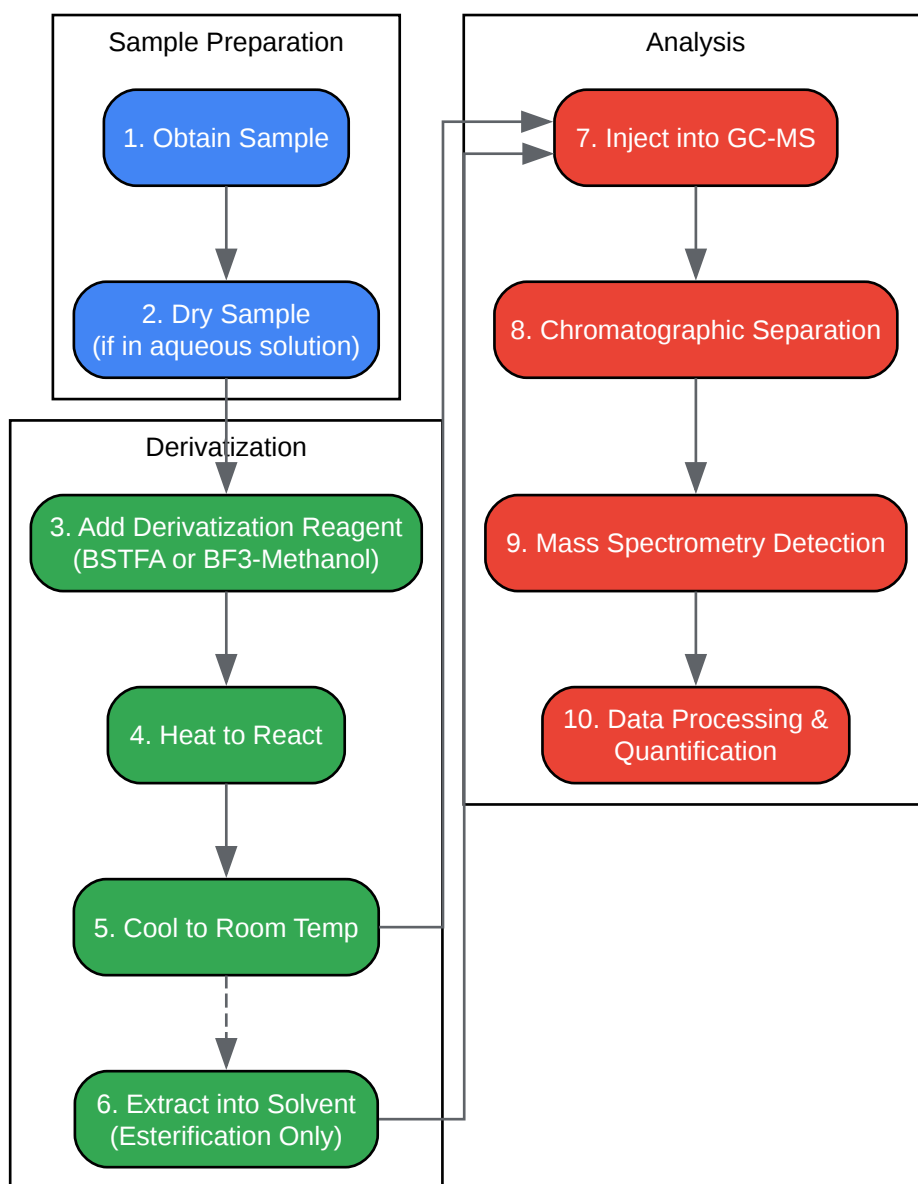 Sample Preparation
1. Obtain Sample
2. Dry Sample
(if in aqueous solution)
Derivatization
3. Add Derivatization Reagent
(BSTFA or BF3-Methanol)
4. Heat to React
5. Cool to Room Temp
6. Extract into Solvent
(Esterification Only)
Analysis
7. Inject into GC-MS
8. Chromatographic Separation
9. Mass Spectrometry Detection
10. Data Processing &
Quantification